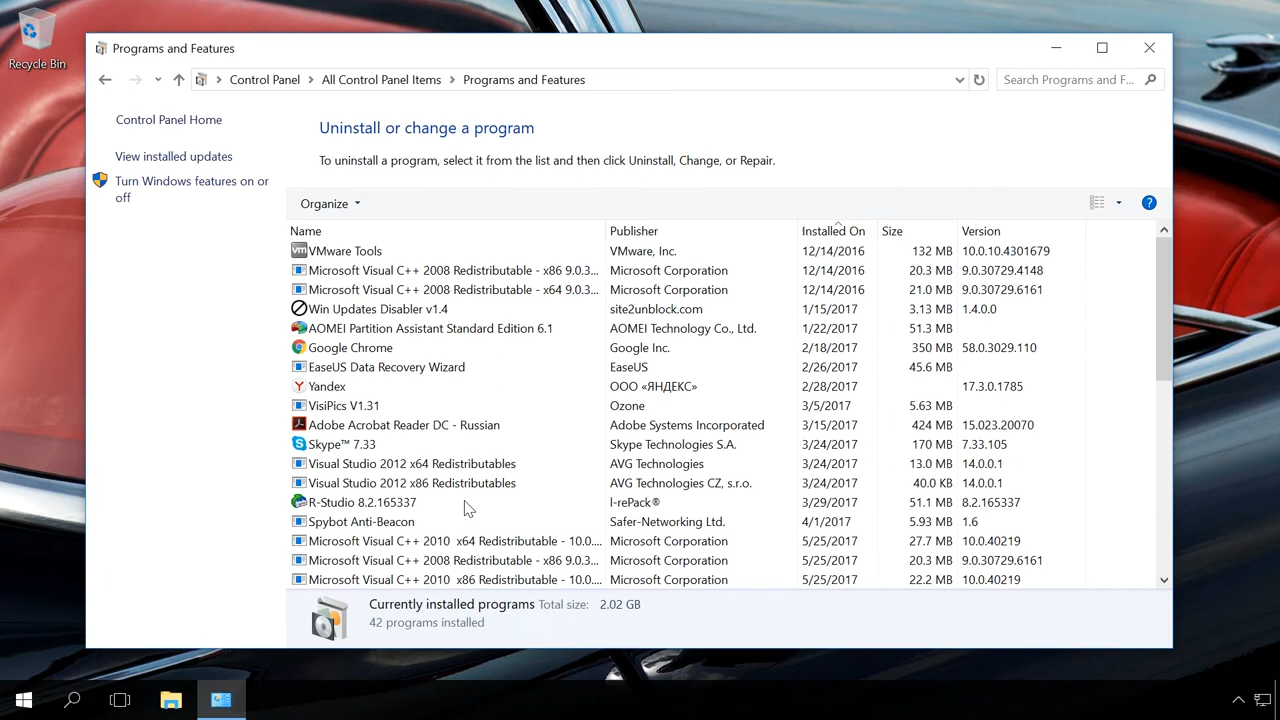 Recycle Bin
Programs and Features
Control Panel All Control Panel Items Programs and Features
Search Programs and F...
Control Panel Home
View installed updates
Turn Windows features on or
off
Uninstall or change a program
To uninstall a program, select it from the list and then click Uninstall, Change, or Repair.
Organize
?
Name Publisher Installed On Size Version
vm VMware Tools VMware, Inc. 12/14/2016 132 MB 10.0.10.4301679
Microsoft Visual C++ 2008 Redistributable - x86 9.0.3... Microsoft Corporation 12/14/2016 20.3 MB 9.0.30729.4148
Microsoft Visual C++ 2008 Redistributable - x64 9.0.3... Microsoft Corporation 12/14/2016 21.0 MB 9.0.30729.6161
Win Updates Disabler v1.4 site2unblock.com 1/15/2017 3.13 MB 1.4.0.0
AOMEI Partition Assistant Standard Edition 6.1 AOMEI Technology Co., Ltd. 1/22/2017 51.3 MB
Google Chrome Google Inc. 2/18/2017 350 MB 58.0.3029.110
EaseUS Data Recovery Wizard EaseUS 2/26/2017 45.6 MB
Yandex ООО «ЯНДЕКС» 2/28/2017 17.3.0.1785
VisiPics V1.31 Ozone 3/5/2017 5.63 MB
Adobe Acrobat Reader DC - Russian Adobe Systems Incorporated 3/15/2017 424 MB 15.023.20070
Skype™ 7.33 Skype Technologies S.A. 3/24/2017 170 MB 7.33.105
Visual Studio 2012 x64 Redistributables AVG Technologies 3/24/2017 13.0 MB 14.0.0.1
Visual Studio 2012 x86 Redistributables AVG Technologies CZ, s.r.o. 3/24/2017 40.0 KB 14.0.0.1
R-Studio 8.2.165337 l-rePack® 3/29/2017 51.1 MB 8.2.165337
Spybot Anti-Beacon Safer-Networking Ltd. 4/1/2017 5.93 MB 1.6
Microsoft Visual C++ 2010 x64 Redistributable - 10.0.... Microsoft Corporation 5/25/2017 27.7 MB 10.0.40219
Microsoft Visual C++ 2008 Redistributable - x86 9.0.3... Microsoft Corporation 5/25/2017 20.3 MB 9.0.30729.6161
Microsoft Visual C++ 2010 x86 Redistributable - 10.0.... Microsoft Corporation 5/25/2017 22.2 MB 10.0.40219
Currently installed programs Total size: 2.02 GB
42 programs installed